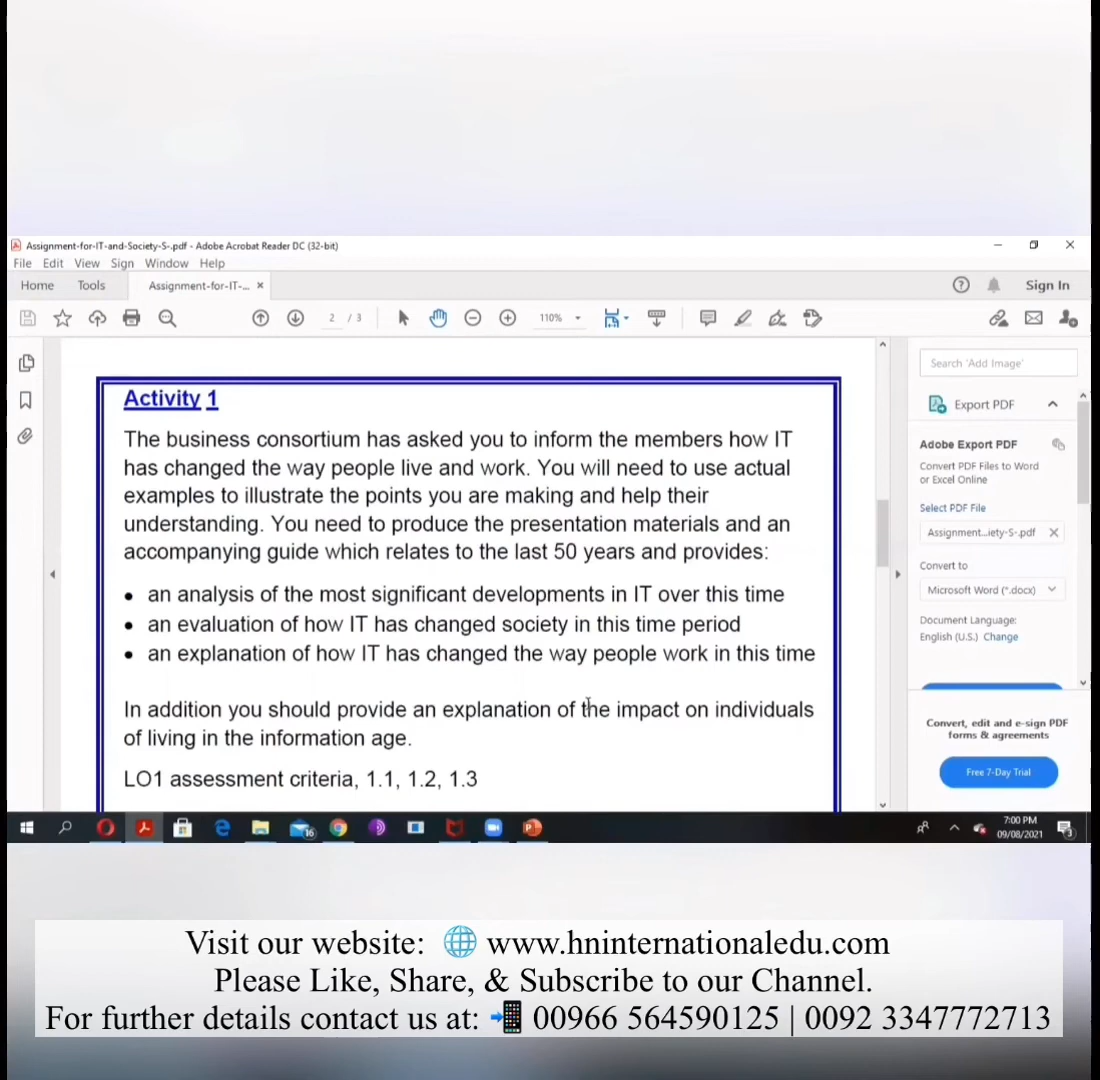 Assignment-for-IT-and-Society-S-.pdf - Adobe Acrobat Reader DC (32-bit)
File Edit View Sign Window Help
Home Tools Assignment-for-IT-... × Sign In
2 / 3 110%
Search 'Add Image'
Export PDF
Adobe Export PDF
Convert PDF Files to Word
or Excel Online
Select PDF File
Assignment...iety-S-.pdf
Convert to
Microsoft Word (*.docx)
Document Language:
English (U.S.) Change
Convert, edit and e-sign PDF
forms & agreements
Free 7-Day Trial
Activity 1
The business consortium has asked you to inform the members how IT
has changed the way people live and work. You will need to use actual
examples to illustrate the points you are making and help their
understanding. You need to produce the presentation materials and an
accompanying guide which relates to the last 50 years and provides:
• an analysis of the most significant developments in IT over this time
• an evaluation of how IT has changed society in this time period
• an explanation of how IT has changed the way people work in this time
In addition you should provide an explanation of the impact on individuals
of living in the information age.
LO1 assessment criteria, 1.1, 1.2, 1.3
16
7:00 PM
09/08/2021
3
Visit our website: 🌐 www.hninternationaledu.com
Please Like, Share, & Subscribe to our Channel.
For further details contact us at: 📲 00966 564590125 | 0092 3347772713